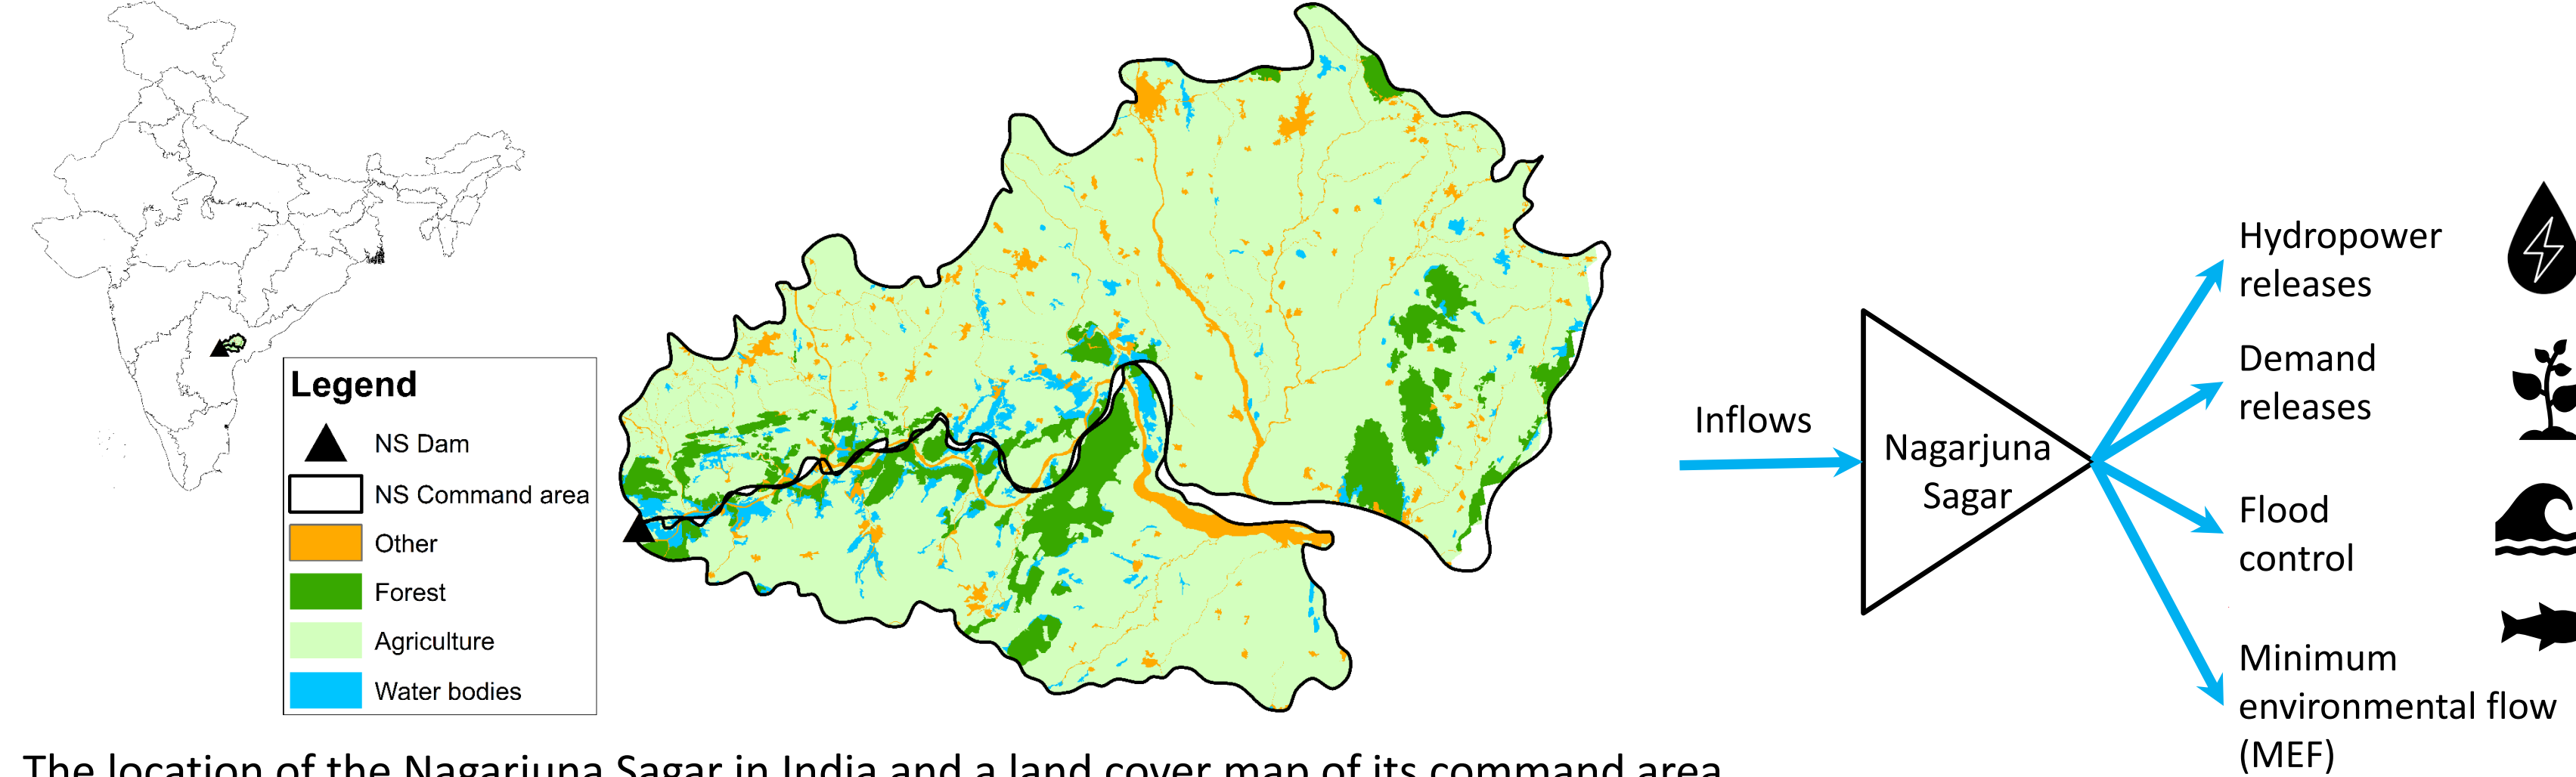 Legend
NS Dam
NS Command area
Other
Forest
Agriculture
Water bodies
Inflows
Nagarjuna
Sagar
Hydropower
releases
Demand
releases
Flood
control
Minimum
environmental flow
(MEF)
The location of the Nagarjuna Sagar in India and a land cover map of its command area